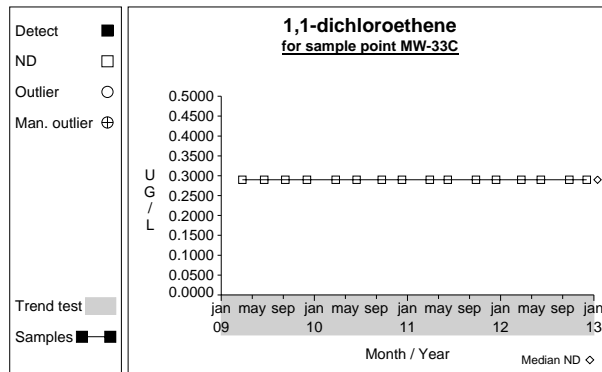 Detect
ND
Outlier
Man. outlier
Trend test
Samples
1,1-dichloroethene
for sample point MW-33C
U
G
/
L
0.5000
0.4500
0.4000
0.3500
0.3000
0.2500
0.2000
0.1500
0.1000
0.0500
0.0000
jan may sep jan may sep jan may sep jan may sep jan
09 10 11 12 13
Month / Year
Median ND